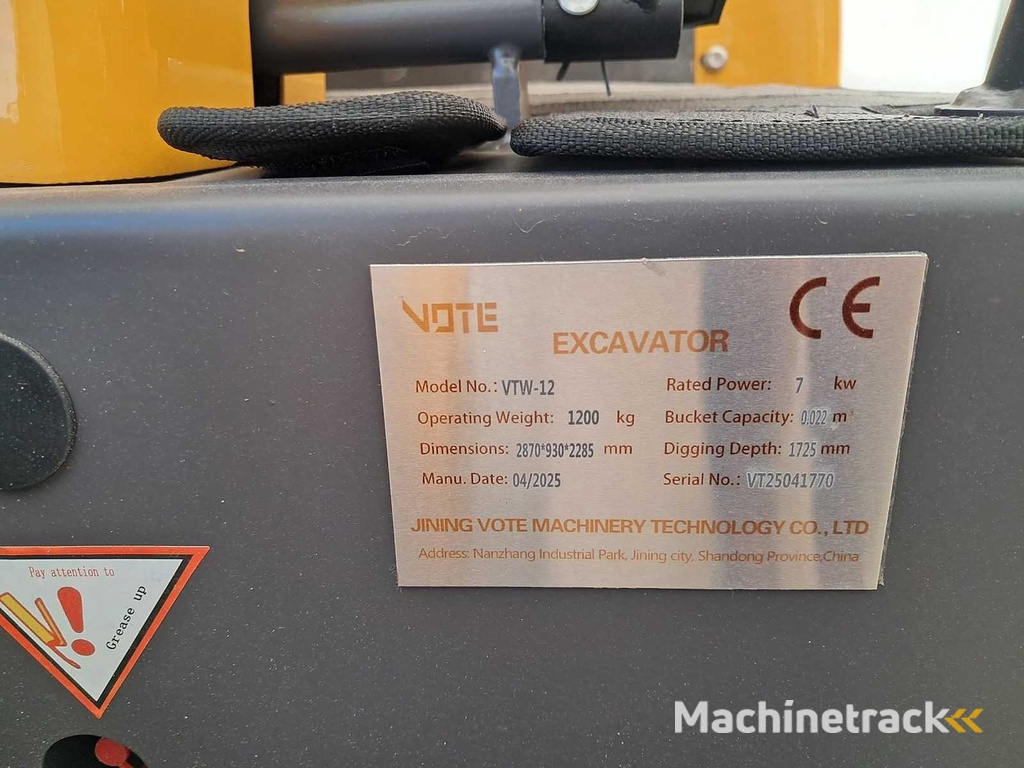 VOTE
CE
EXCAVATOR
Model No.: VTW-12
Rated Power: 7 kw
Operating Weight: 1200 kg
Bucket Capacity: 0.022 m³
Dimensions: 2870*930*2285 mm
Digging Depth: 1725 mm
Manu. Date: 04/2025
Serial No.: VT25041770
JINING VOTE MACHINERY TECHNOLOGY CO., LTD
Address: Nanzhang Industrial Park, Jining city, Shandong Province,China
Pay attention to
Grease up
Machinetrack